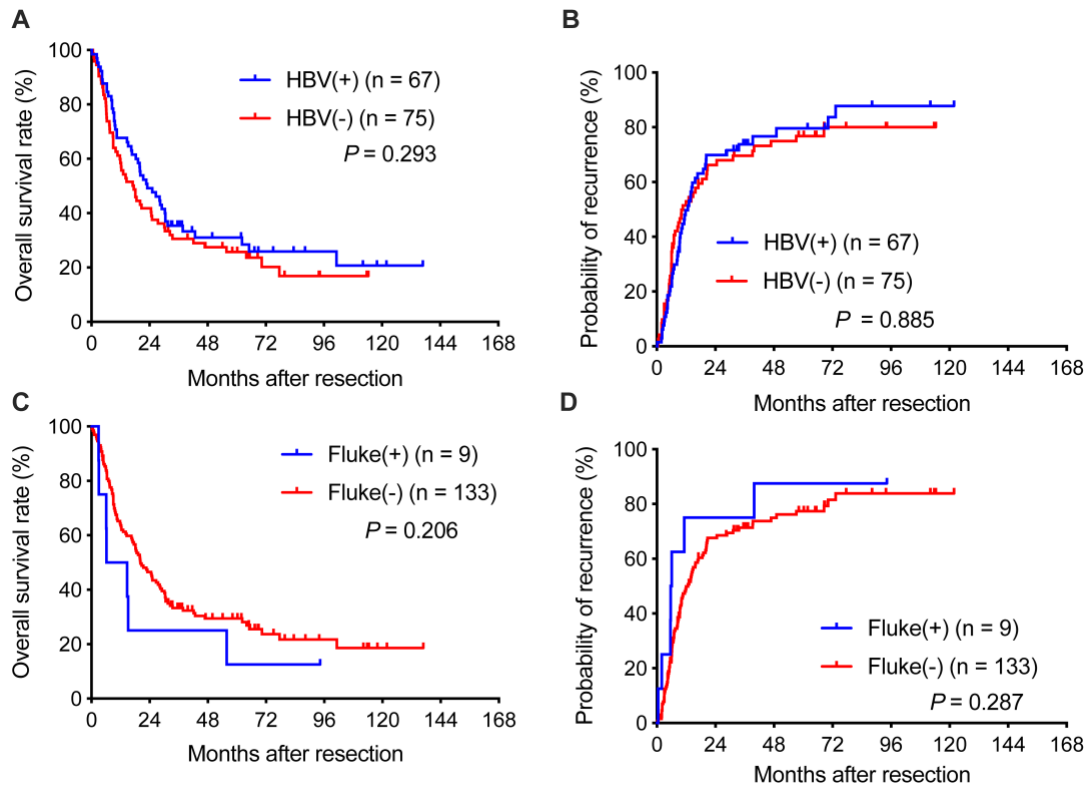 A
Overall survival rate (%)
100
80
60
40
20
0
HBV(+) (n = 67)
HBV(-) (n = 75)
P = 0.293
0 24 48 72 96 120 144 168
Months after resection
B
Probability of recurrence (%)
100
80
60
40
20
0
HBV(+) (n = 67)
HBV(-) (n = 75)
P = 0.885
0 24 48 72 96 120 144 168
Months after resection
C
Overall survival rate (%)
100
80
60
40
20
0
Fluke(+) (n = 9)
Fluke(-) (n = 133)
P = 0.206
0 24 48 72 96 120 144 168
Months after resection
D
Probability of recurrence (%)
100
80
60
40
20
0
Fluke(+) (n = 9)
Fluke(-) (n = 133)
P = 0.287
0 24 48 72 96 120 144 168
Months after resection